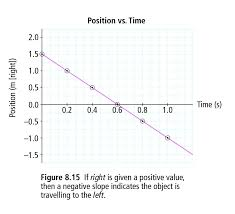 Position vs. Time
Position (m [right])
2.0
1.5
1.0
0.5
0.0
−0.5
−1.0
−1.5
0.2 0.4 0.6 0.8 1.0 Time (s)
Figure 8.15 If right is given a positive value,
then a negative slope indicates the object is
travelling to the left.